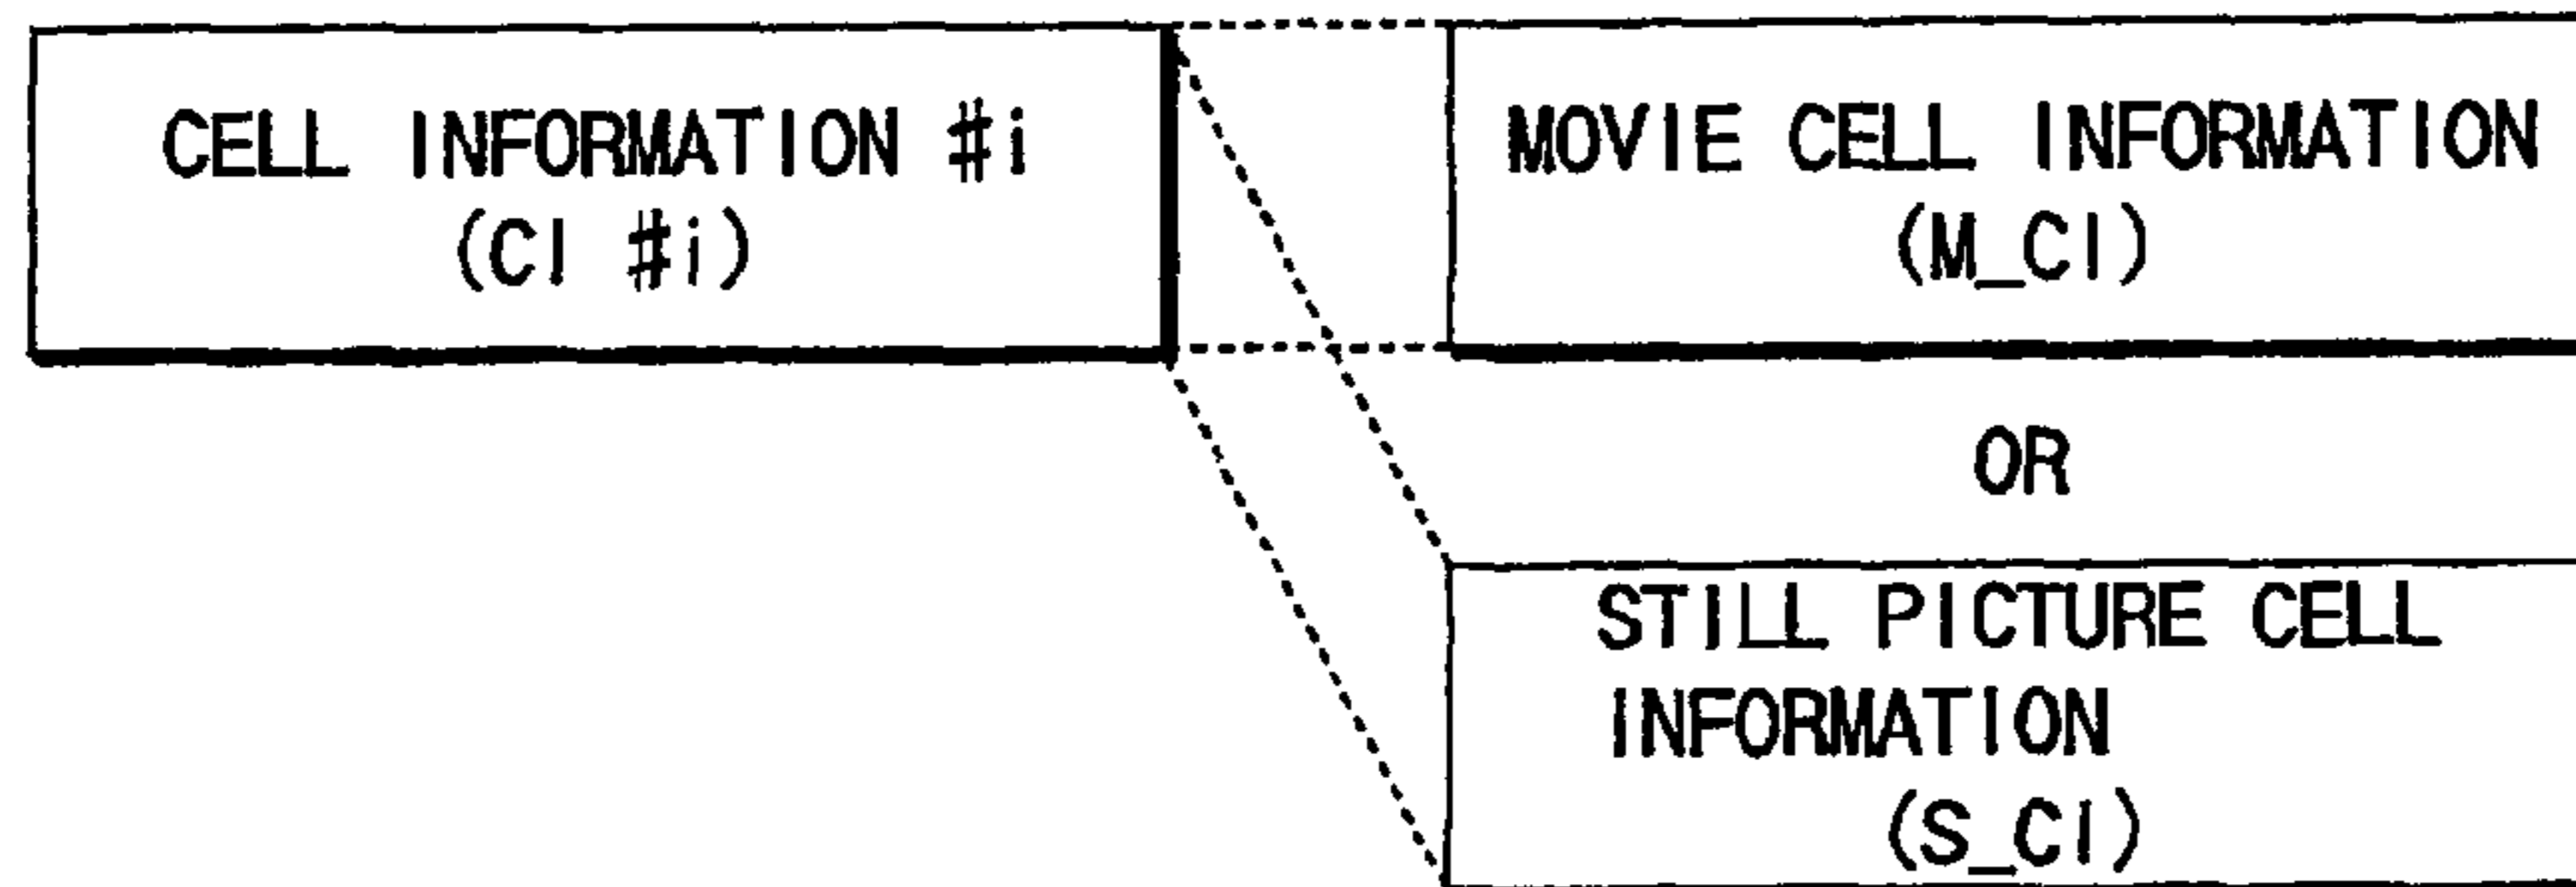 CELL INFORMATION #i
(CI #i)
MOVIE CELL INFORMATION
(M_CI)
OR
STILL PICTURE CELL
INFORMATION
(S_CI)